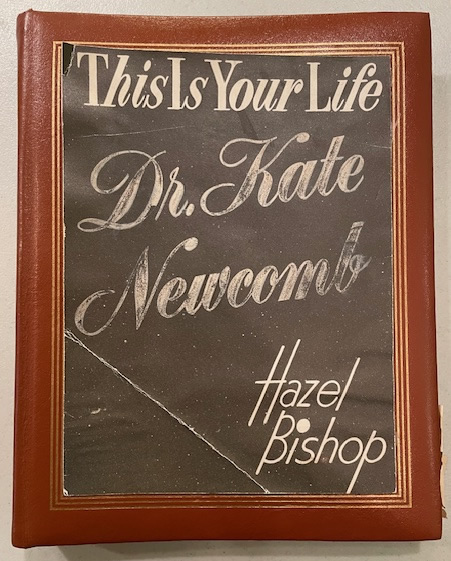 This Is Your Life
Dr. Kate
Newcomb
Hazel
Bishop